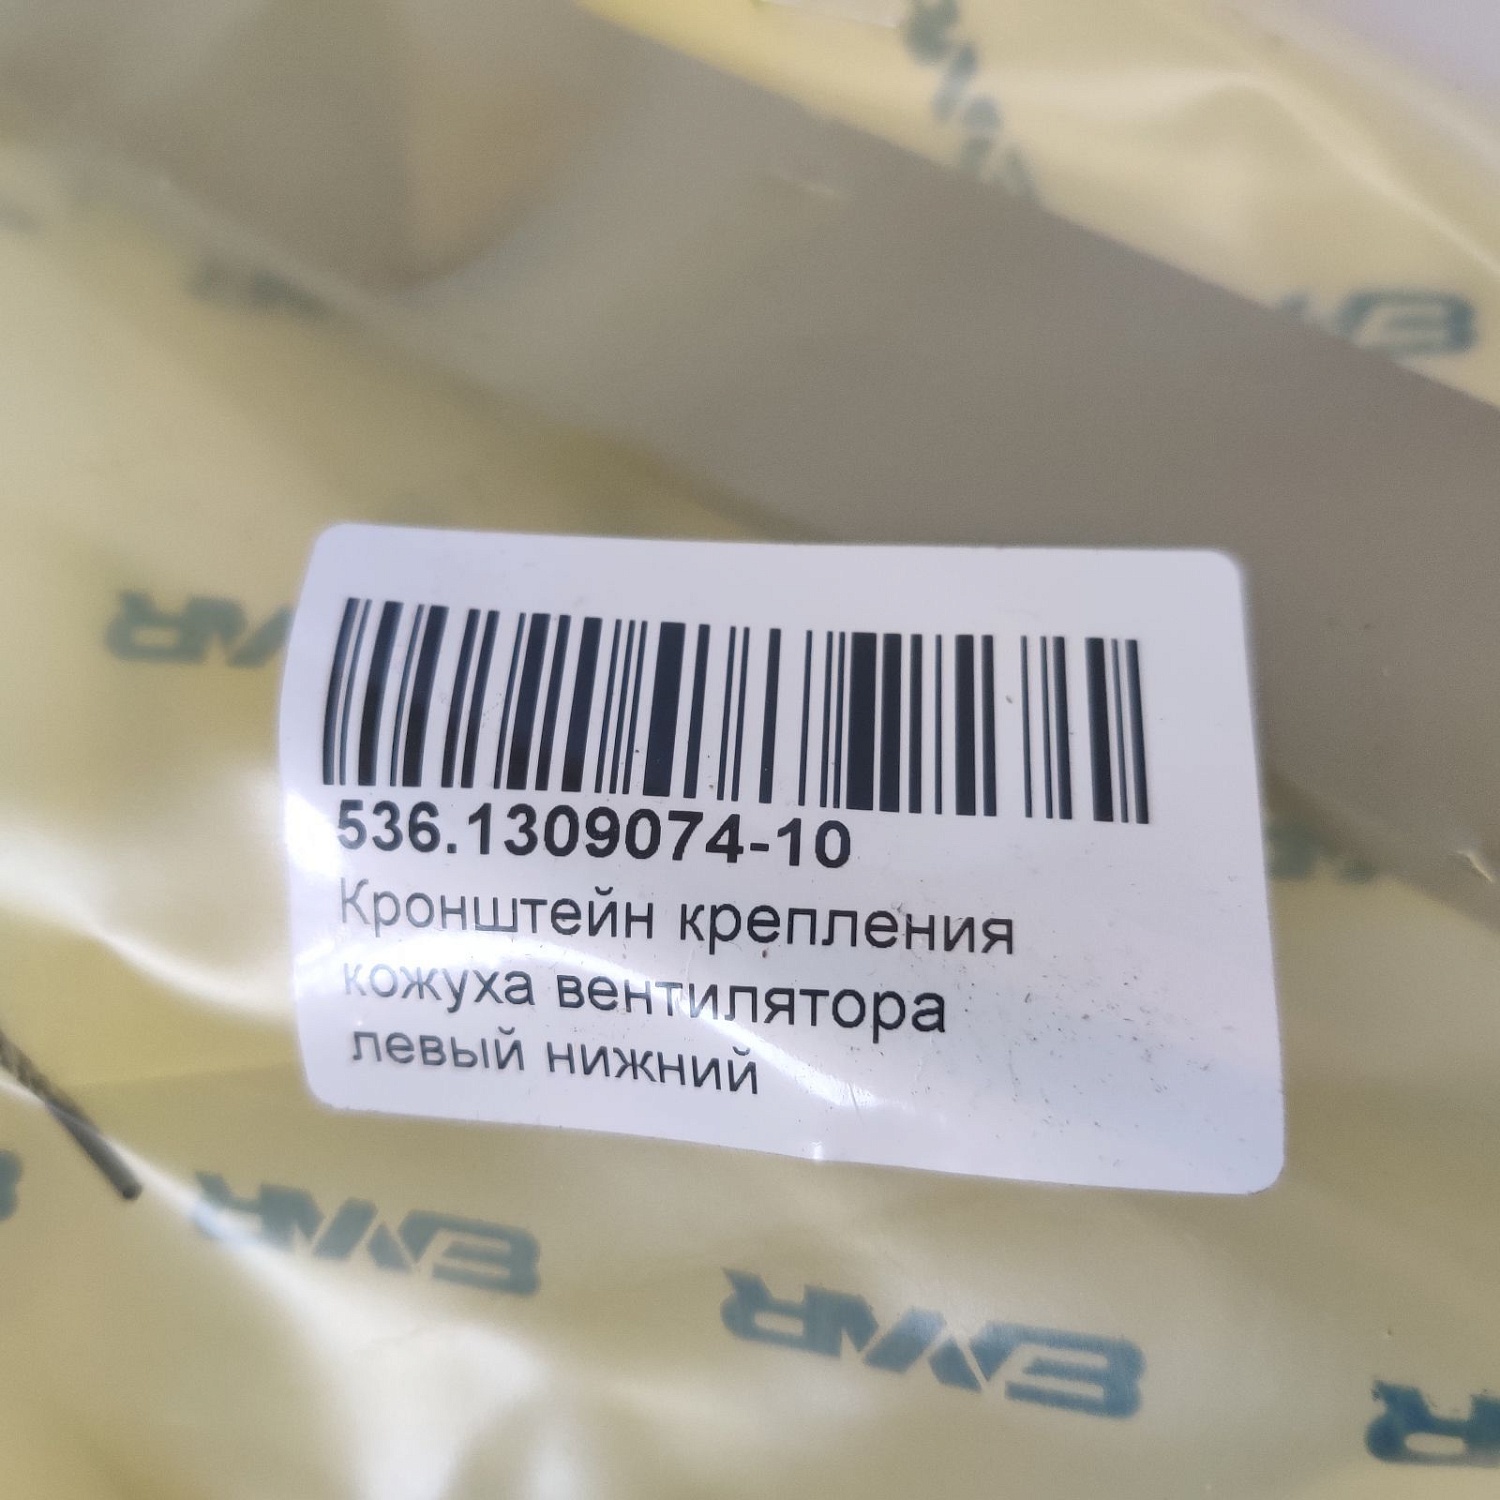 536.1309074-10
Кронштейн крепления
кожуха вентилятора
левый нижний